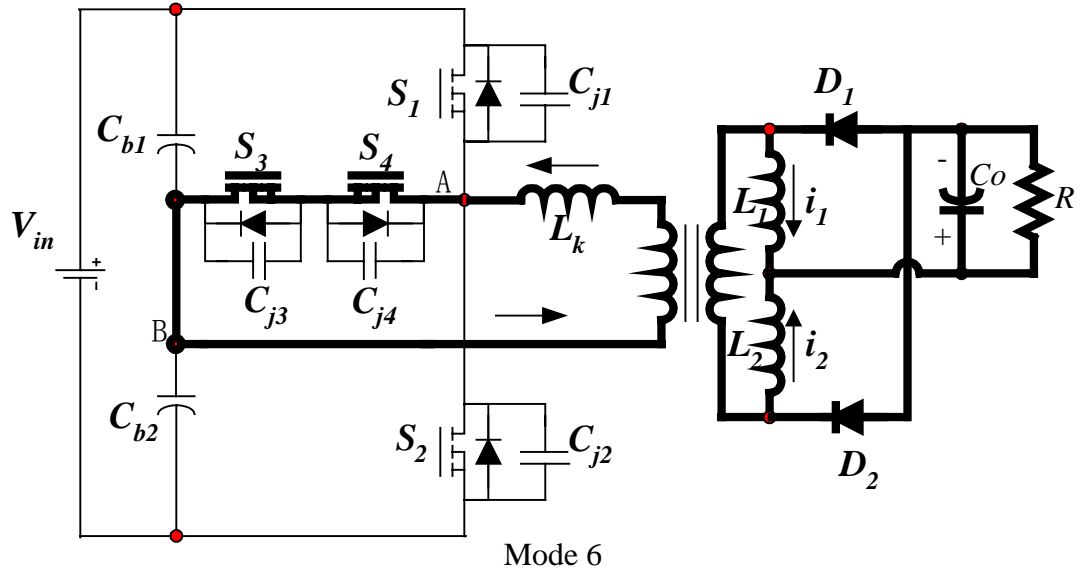 S1
Cj1
D1
Cb1
S3
S4
A
-
Co
R
L1
i1
Vin
+
-
Lk
+
Cj3
Cj4
B
L2
i2
Cb2
S2
Cj2
D2
Mode 6